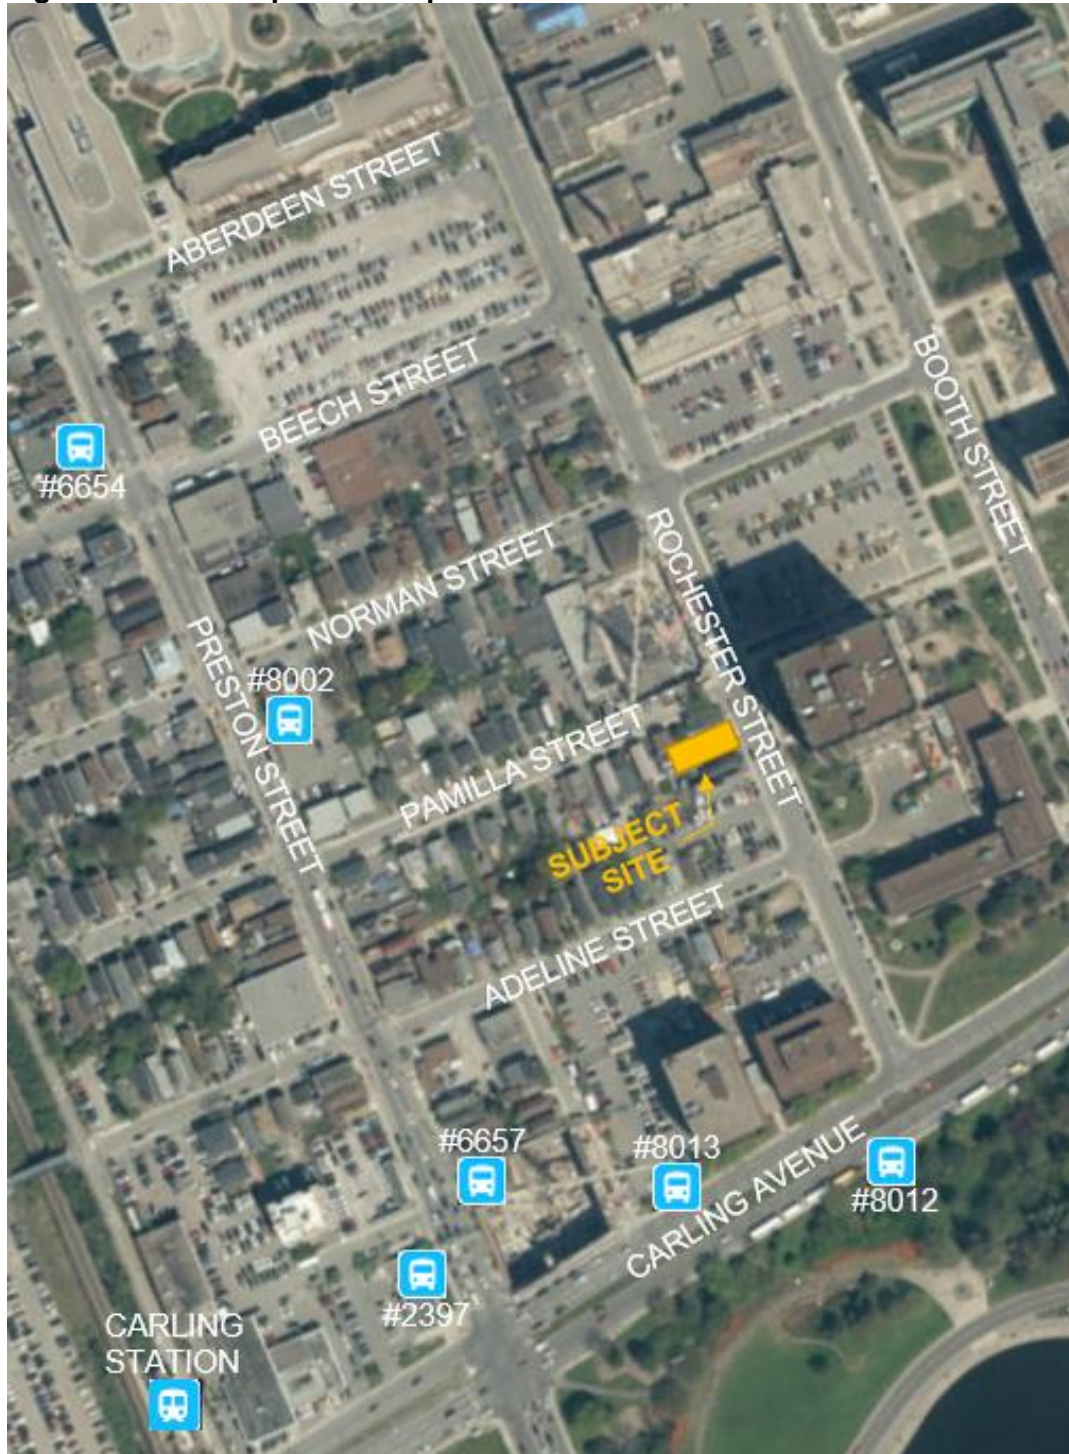 ABERDEEN STREET
BEECH STREET
BOOTH STREET
#6654
NORMAN STREET
ROCHESTER STREET
PRESTON STREET
#8002
PAMILLA STREET
SUBJECT
SITE
ADELINE STREET
#6657
#8013
CARLING AVENUE
#8012
#2397
CARLING
STATION